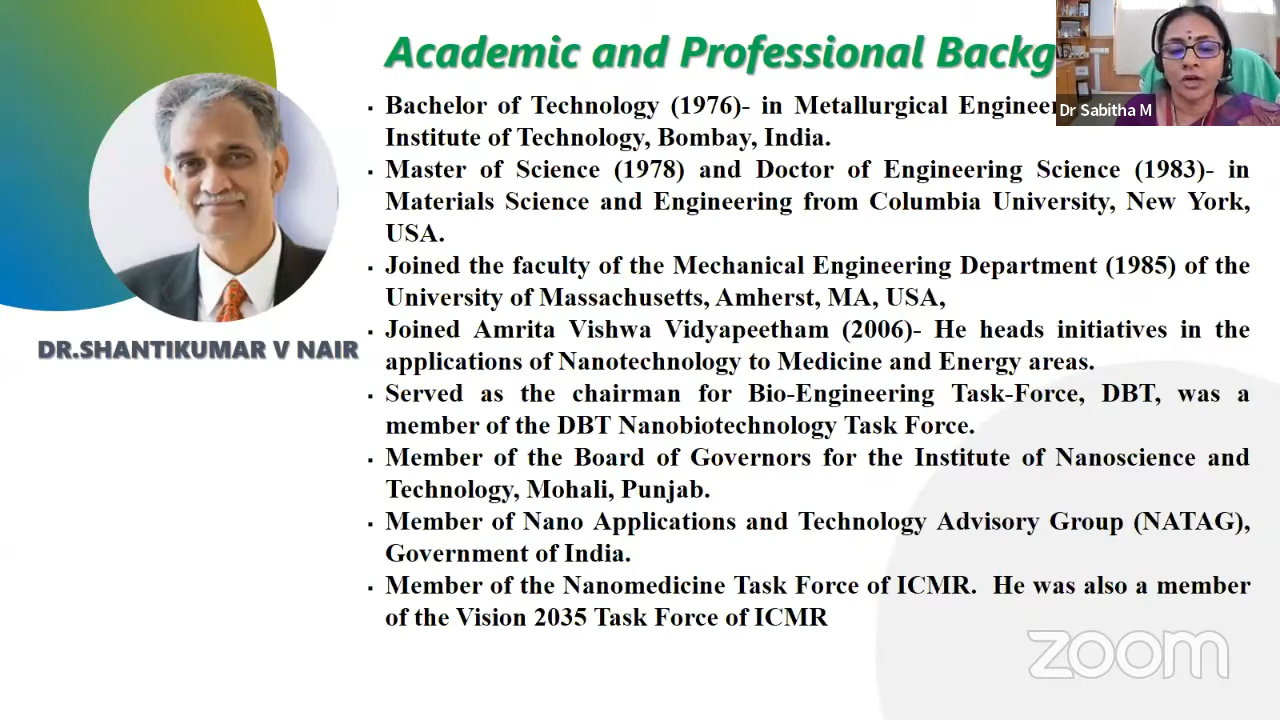 Academic and Professional Backg
Dr Sabitha M
▪ Bachelor of Technology (1976)- in Metallurgical Engineer
Institute of Technology, Bombay, India.
▪ Master of Science (1978) and Doctor of Engineering Science (1983)- in
Materials Science and Engineering from Columbia University, New York,
USA.
▪ Joined the faculty of the Mechanical Engineering Department (1985) of the
University of Massachusetts, Amherst, MA, USA,
▪ Joined Amrita Vishwa Vidyapeetham (2006)- He heads initiatives in the
applications of Nanotechnology to Medicine and Energy areas.
▪ Served as the chairman for Bio-Engineering Task-Force, DBT, was a
member of the DBT Nanobiotechnology Task Force.
▪ Member of the Board of Governors for the Institute of Nanoscience and
Technology, Mohali, Punjab.
▪ Member of Nano Applications and Technology Advisory Group (NATAG),
Government of India.
▪ Member of the Nanomedicine Task Force of ICMR.  He was also a member
of the Vision 2035 Task Force of ICMR
DR.SHANTIKUMAR V NAIR
zoom